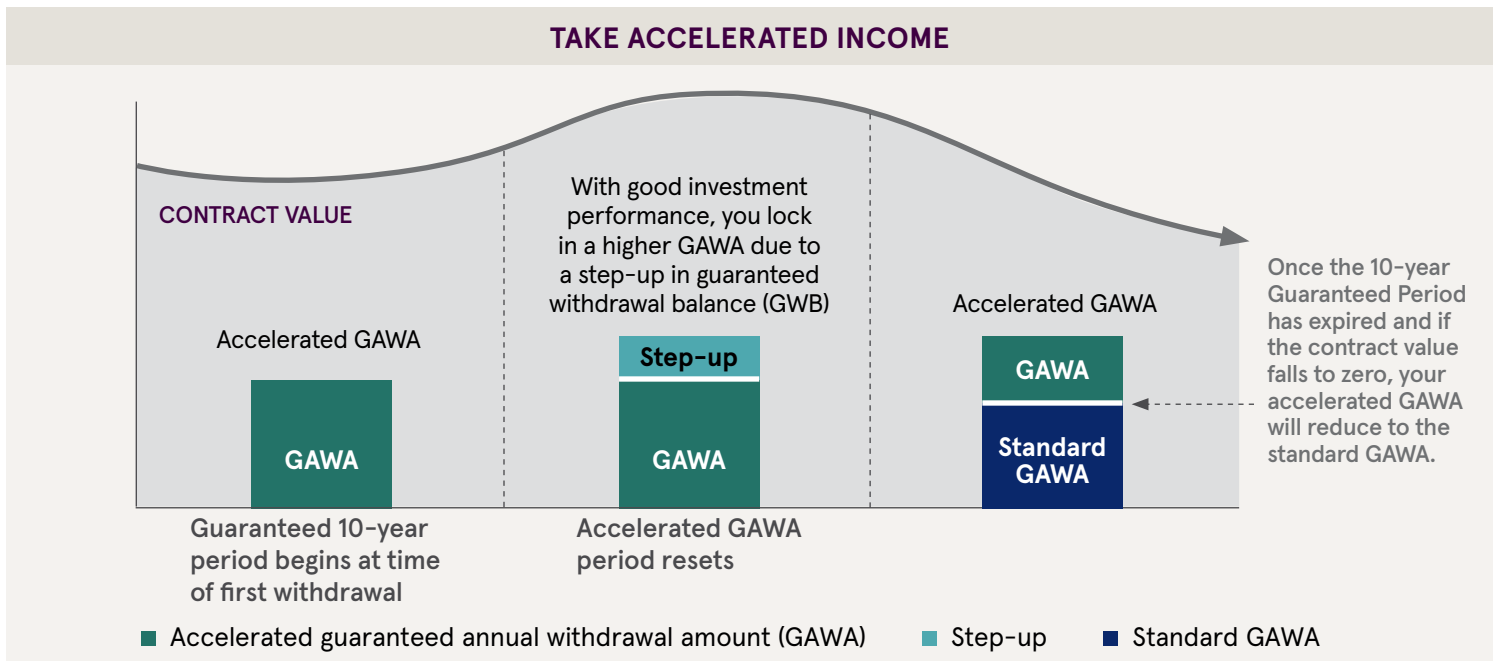 TAKE ACCELERATED INCOME
CONTRACT VALUE
Accelerated GAWA
GAWA
Guaranteed 10-year
period begins at time
of first withdrawal
With good investment
performance, you lock
in a higher GAWA due to
a step-up in guaranteed
withdrawal balance (GWB)
Step-up
GAWA
Accelerated GAWA
period resets
Accelerated GAWA
GAWA
Standard
GAWA
Once the 10-year
Guaranteed Period
has expired and if
the contract value
falls to zero, your
accelerated GAWA
will reduce to the
standard GAWA.
Accelerated guaranteed annual withdrawal amount (GAWA)
Step-up
Standard GAWA